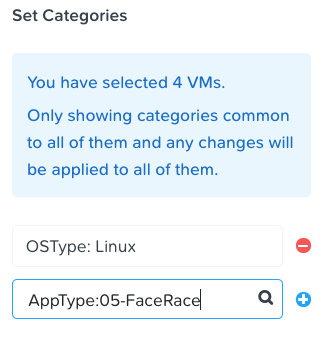 Set Categories
You have selected 4 VMs.
Only showing categories common
to all of them and any changes will
be applied to all of them.
OSType: Linux
AppType:05-FaceRace